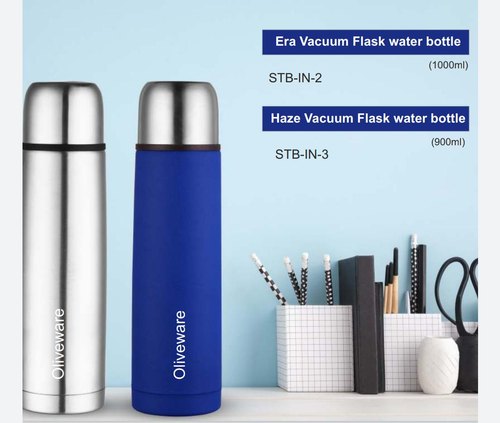 Era Vacuum Flask water bottle
(1000ml)
STB-IN-2
Haze Vacuum Flask water bottle
(900ml)
STB-IN-3
Oliveware
Oliveware